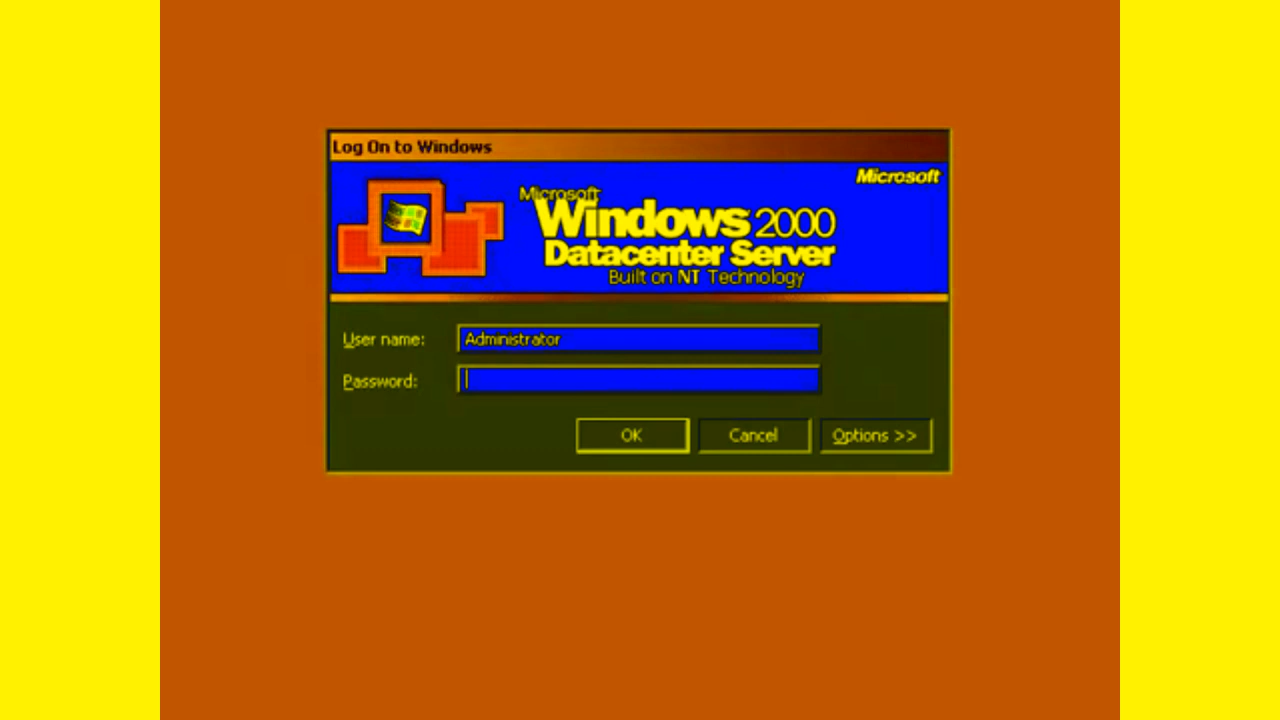 Log On to Windows
Microsoft
Microsoft
Windows 2000
Datacenter Server
Built on NT Technology
User name: Administrator
Password:
OK Cancel Options >>